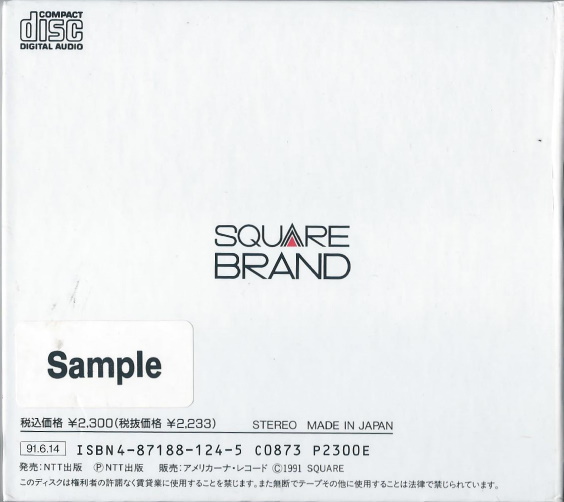 COMPACT
disc
DIGITAL AUDIO
SQUARE
BRAND
Sample
税込価格 ¥2,300(税抜価格 ¥2,233) STEREO MADE IN JAPAN
91.6.14 ISBN4-87188-124-5 C0873 P2300E
発売:NTT出版 ⓅNTT出版 販売:アメリカーナ・レコード Ⓒ1991 SQUARE
このディスクは権利者の許諾なく賃貸業に使用することを禁じます。また無断でテープその他に使用することは法律で禁じられています。